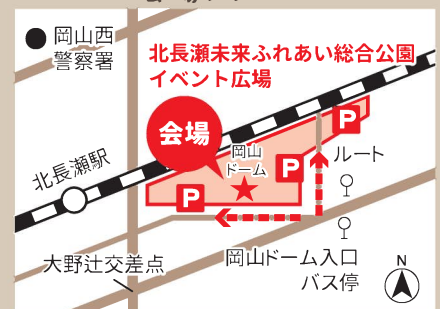 岡山西
警察署
北長瀬未来ふれあい総合公園
イベント広場
会場
P
岡山
ドーム
ルート
P
P
北長瀬駅
大野辻交差点
岡山ドーム入口
バス停
N